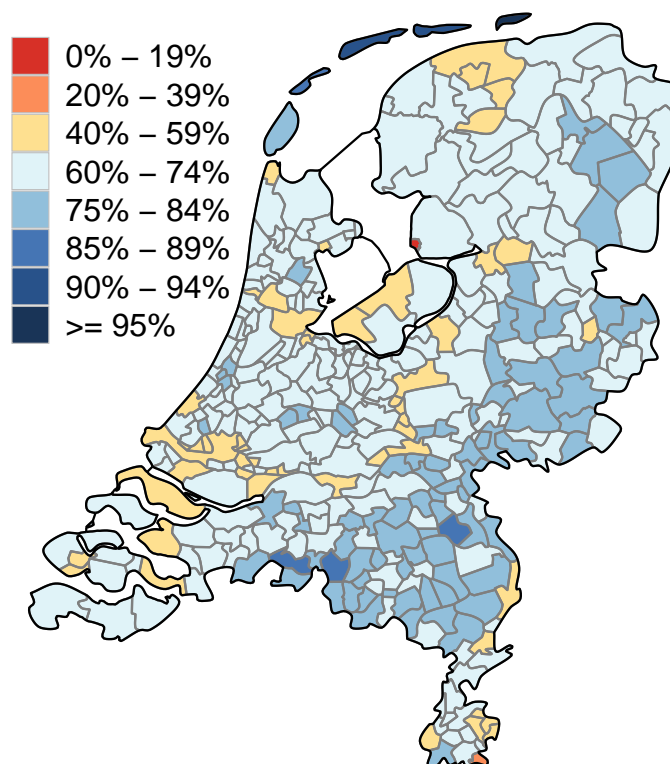 0% – 19%
20% – 39%
40% – 59%
60% – 74%
75% – 84%
85% – 89%
90% – 94%
>= 95%